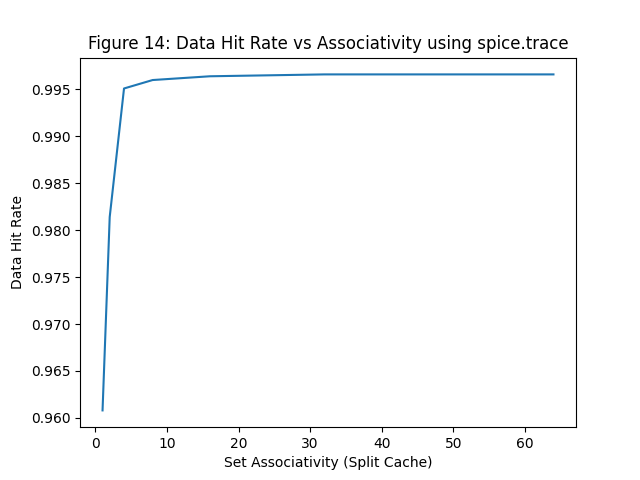 Figure 14: Data Hit Rate vs Associativity using spice.trace
0.995
0.990
0.985
0.980
0.975
0.970
0.965
0.960
Data Hit Rate
0 10 20 30 40 50 60
Set Associativity (Split Cache)